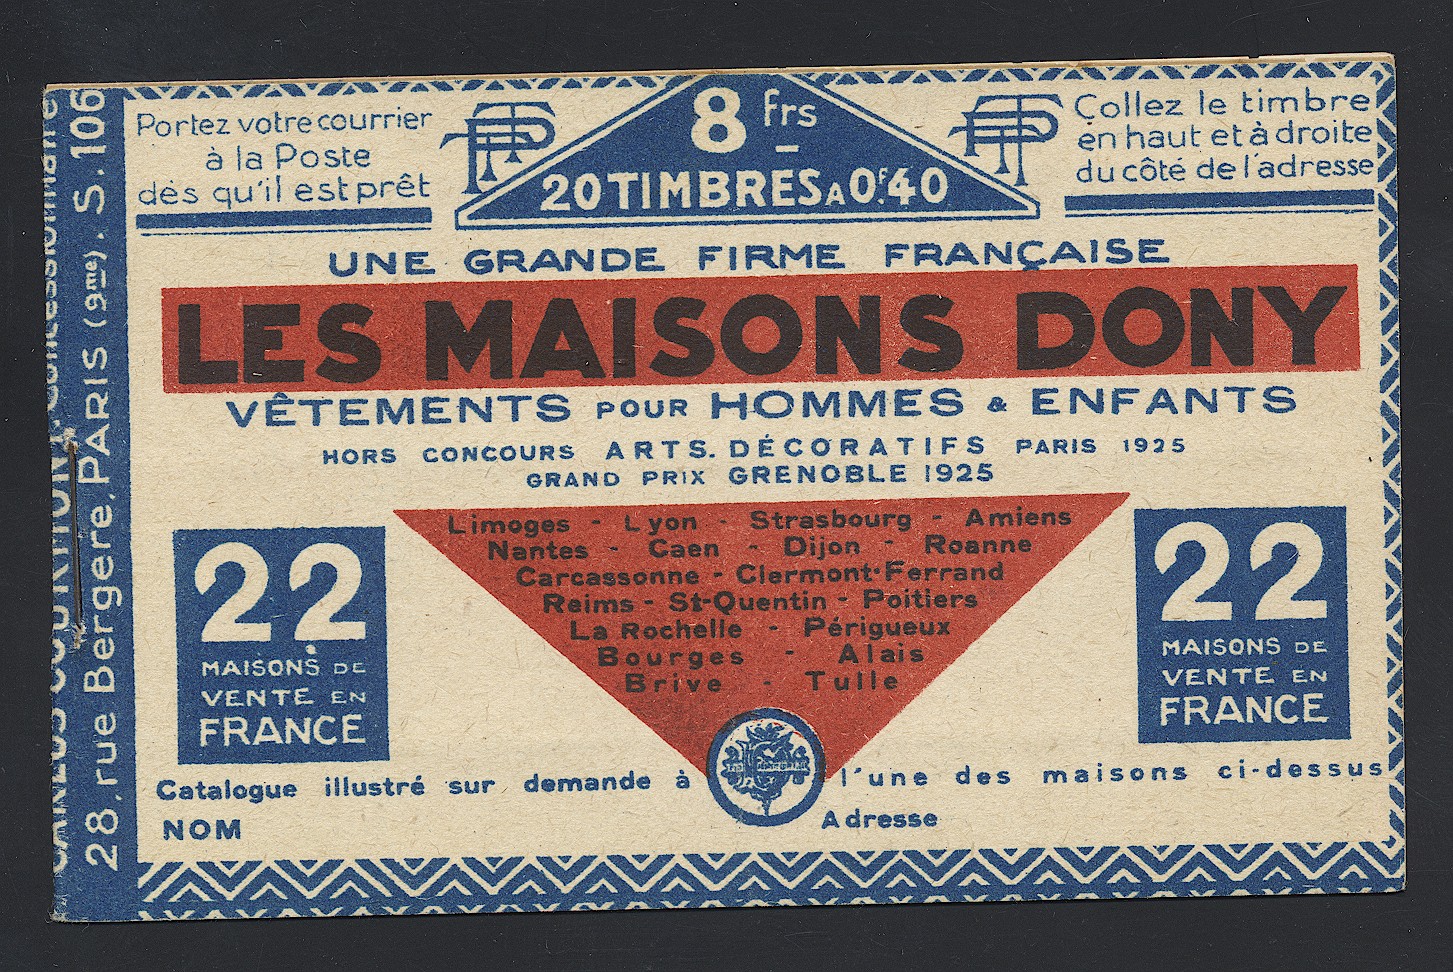 Portez votre courrier
à la Poste
dès qu'il est prêt
PTT
8 frs
20 TIMBRES A 0F.40
PTT
Collez le timbre
en haut et à droite
du côté de l'adresse
UNE GRANDE FIRME FRANÇAISE
LES MAISONS DONY
VÊTEMENTS POUR HOMMES & ENFANTS
HORS CONCOURS ARTS. DÉCORATIFS PARIS 1925
GRAND PRIX GRENOBLE 1925
Limoges - Lyon - Strasbourg - Amiens
Nantes - Caen - Dijon - Roanne
Carcassonne - Clermont-Ferrand
Reims - St-Quentin - Poitiers
La Rochelle - Périgueux
Bourges - Alais
Brive - Tulle
22
MAISONS DE
VENTE EN
FRANCE
22
MAISONS DE
VENTE EN
FRANCE
Catalogue illustré sur demande à l'une des maisons ci-dessus
NOM Adresse
Concessionnaire
28, rue Bergère, PARIS (9me). S. 106